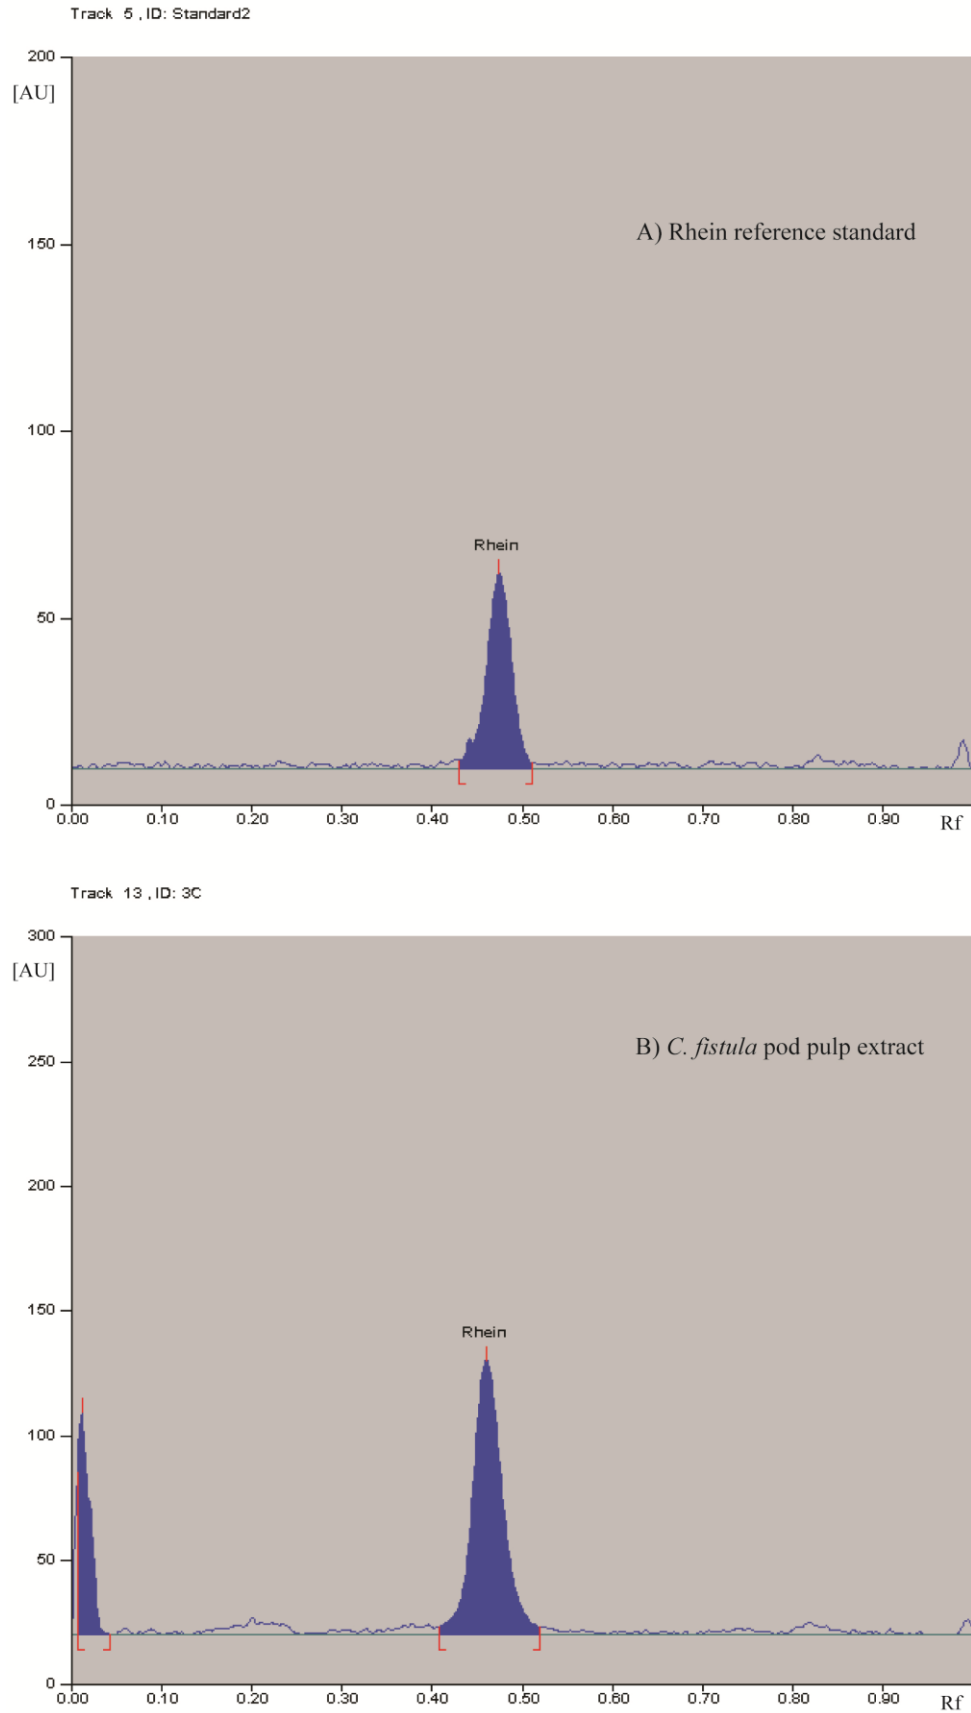 Track 5 , ID: Standard2
200
[AU]
150
A) Rhein reference standard
100
Rhein
50
0
0.00 0.10 0.20 0.30 0.40 0.50 0.60 0.70 0.80 0.90 Rf
Track 13 , ID: 3C
300
[AU]
B) C. fistula pod pulp extract
250
200
150
Rhein
100
50
0
0.00 0.10 0.20 0.30 0.40 0.50 0.60 0.70 0.80 0.90 Rf